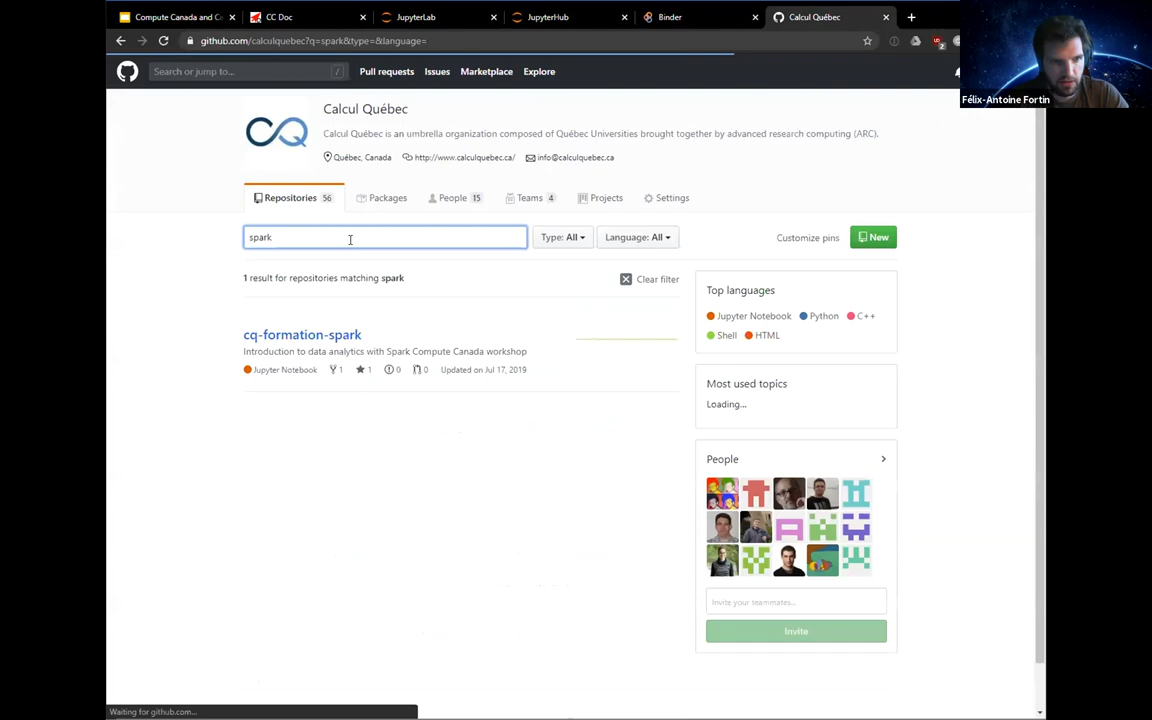 Compute Canada and C
CC Doc
JupyterLab
JupyterHub
Binder
Calcul Québec
github.com/calculquebec?q=spark&type=&language=
Search or jump to...
/
Pull requests
Issues
Marketplace
Explore
Félix-Antoine Fortin
Calcul Québec
CQ
Calcul Québec is an umbrella organization composed of Québec Universities brought together by advanced research computing (ARC).
Québec, Canada
http://www.calculquebec.ca/
info@calculquebec.ca
Repositories 56
Packages
People 15
Teams 4
Projects
Settings
spark
Type: All
Language: All
Customize pins
New
1 result for repositories matching spark
Clear filter
cq-formation-spark
Introduction to data analytics with Spark Compute Canada workshop
Jupyter Notebook 1 1 0 0 Updated on Jul 17, 2019
Top languages
Jupyter Notebook Python C++
Shell HTML
Most used topics
Loading...
People
Invite your teammates...
Invite
Waiting for github.com...